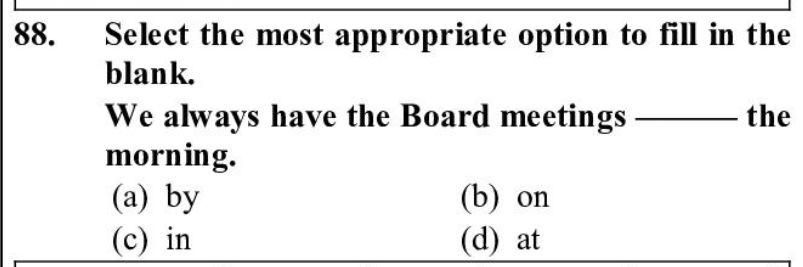 88. Select the most appropriate option to fill in the
blank.
We always have the Board meetings ——— the
morning.
(a) by (b) on
(c) in (d) at